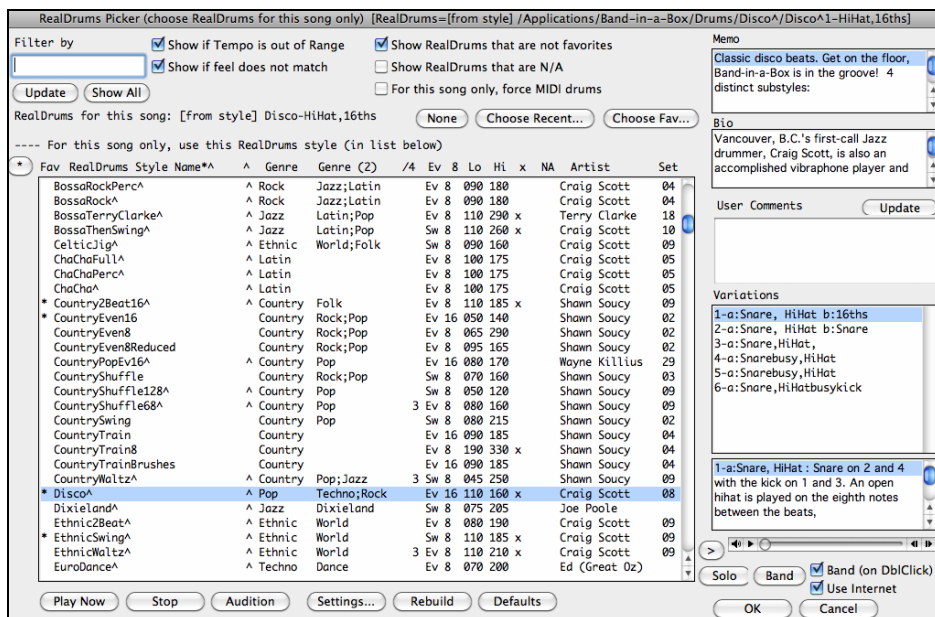 RealDrums Picker (choose RealDrums for this song only) [RealDrums=[from style] /Applications/Band-in-a-Box/Drums/Disco^/Disco^1-HiHat,16ths]
Filter by
Show if Tempo is out of Range
Show if feel does not match
Show RealDrums that are not favorites
Show RealDrums that are N/A
For this song only, force MIDI drums
Update
Show All
RealDrums for this song: [from style] Disco-HiHat,16ths
None
Choose Recent...
Choose Fav...
---- For this song only, use this RealDrums style (in list below)
* Fav RealDrums Style Name*^ ^ Genre Genre (2) /4 Ev 8 Lo Hi x NA Artist Set
BossaRockPerc^ ^ Rock Jazz;Latin Ev 8 090 180 Craig Scott 04
BossaRock^ ^ Rock Jazz;Latin Ev 8 090 180 Craig Scott 04
BossaTerryClarke^ ^ Jazz Latin;Pop Ev 8 110 290 x Terry Clarke 18
BossaThenSwing^ ^ Jazz Latin;Pop Sw 8 110 260 x Craig Scott 10
CelticJig^ ^ Ethnic World;Folk Sw 8 090 160 Craig Scott 09
ChaChaFull^ ^ Latin Ev 8 100 175 Craig Scott 05
ChaChaPerc^ ^ Latin Ev 8 100 175 Craig Scott 05
ChaCha^ ^ Latin Ev 8 100 175 Craig Scott 05
* Country2Beat16^ ^ Country Folk Ev 8 110 185 x Shawn Soucy 09
* CountryEven16 Country Rock;Pop Ev 16 050 140 Shawn Soucy 02
CountryEven8 Country Rock;Pop Ev 8 065 290 Shawn Soucy 02
CountryEven8Reduced Country Rock;Pop Ev 8 095 165 Shawn Soucy 02
CountryPopEv16^ ^ Country Pop Ev 16 080 170 Wayne Killius 29
CountryShuffle Country Rock;Pop Sw 8 070 160 Shawn Soucy 03
CountryShuffle128^ ^ Country Pop Sw 8 050 120 Shawn Soucy 09
CountryShuffle68^ ^ Country Pop 3 Ev 8 080 160 Shawn Soucy 09
CountrySwing Country Pop Sw 8 080 215 Shawn Soucy 02
CountryTrain Country Ev 16 090 185 Shawn Soucy 04
CountryTrain8 Country Ev 8 190 330 x Shawn Soucy 04
CountryTrainBrushes Country Ev 16 090 185 Shawn Soucy 04
CountryWaltz^ ^ Country Pop;Jazz 3 Sw 8 045 250 Shawn Soucy 09
* Disco^ ^ Pop Techno;Rock Ev 16 110 160 x Craig Scott 08
Dixieland^ ^ Jazz Dixieland Sw 8 075 205 Joe Poole
Ethnic2Beat^ ^ Ethnic World Ev 8 080 190 Craig Scott 09
* EthnicSwing^ ^ Ethnic World Sw 8 110 185 x Craig Scott 09
EthnicWaltz^ ^ Ethnic World 3 Ev 8 110 210 x Craig Scott 09
EuroDance^ ^ Techno Dance Ev 8 070 200 Ed (Great Oz)
Play Now
Stop
Audition
Settings...
Rebuild
Defaults
Memo
Classic disco beats. Get on the floor,
Band-in-a-Box is in the groove! 4
distinct substyles:
Bio
Vancouver, B.C.'s first-call Jazz
drummer, Craig Scott, is also an
accomplished vibraphone player and
User Comments
Update
Variations
1-a:Snare, HiHat b:16ths
2-a:Snare, HiHat b:Snare
3-a:Snare,HiHat,
4-a:Snarebusy,HiHat
5-a:Snarebusy,HiHat
6-a:Snare,HiHatbusykick
1-a:Snare, HiHat : Snare on 2 and 4
with the kick on 1 and 3. An open
hihat is played on the eighth notes
between the beats,
>
Solo
Band
Band (on DblClick)
Use Internet
OK
Cancel